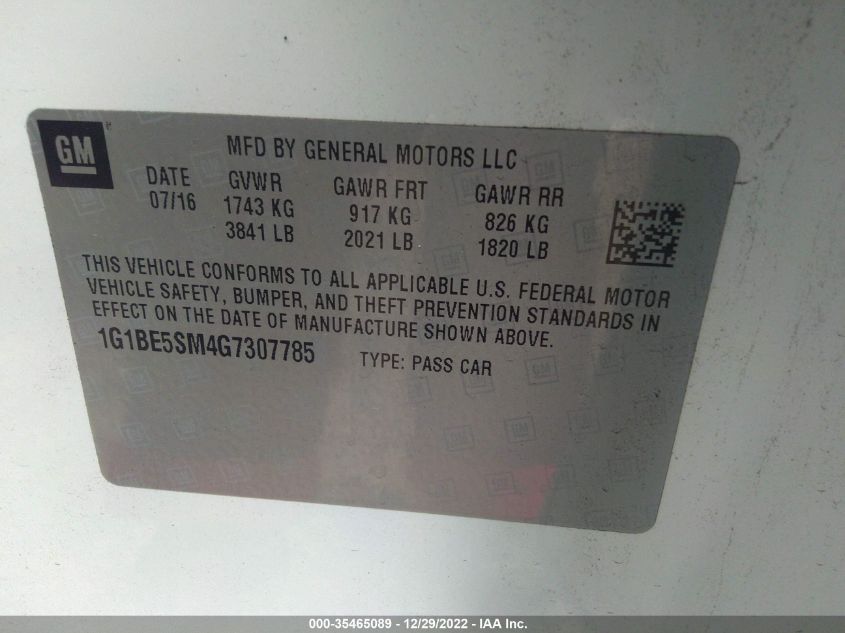 GM
MFD BY GENERAL MOTORS LLC
DATE GVWR GAWR FRT GAWR RR
07/16 1743 KG 917 KG 826 KG
3841 LB 2021 LB 1820 LB
THIS VEHICLE CONFORMS TO ALL APPLICABLE U.S. FEDERAL MOTOR
VEHICLE SAFETY, BUMPER, AND THEFT PREVENTION STANDARDS IN
EFFECT ON THE DATE OF MANUFACTURE SHOWN ABOVE.
1G1BE5SM4G7307785 TYPE: PASS CAR
000-35465089 - 12/29/2022 - IAA Inc.